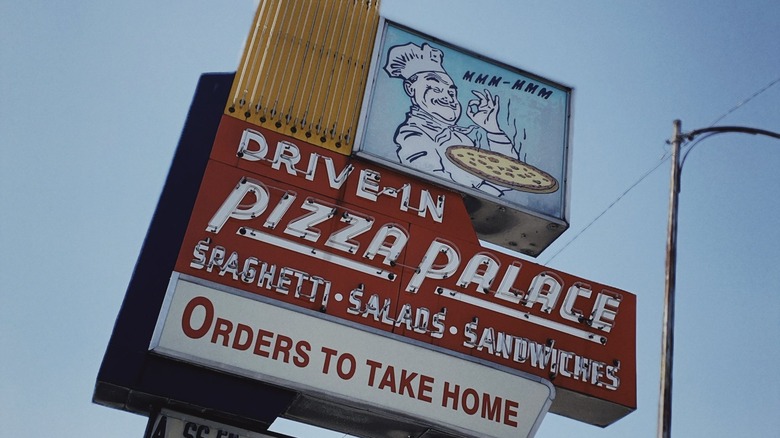 MMM-MMM
DRIVE-IN
PIZZA PALACE
SPAGHETTI • SALADS • SANDWICHES
ORDERS TO TAKE HOME